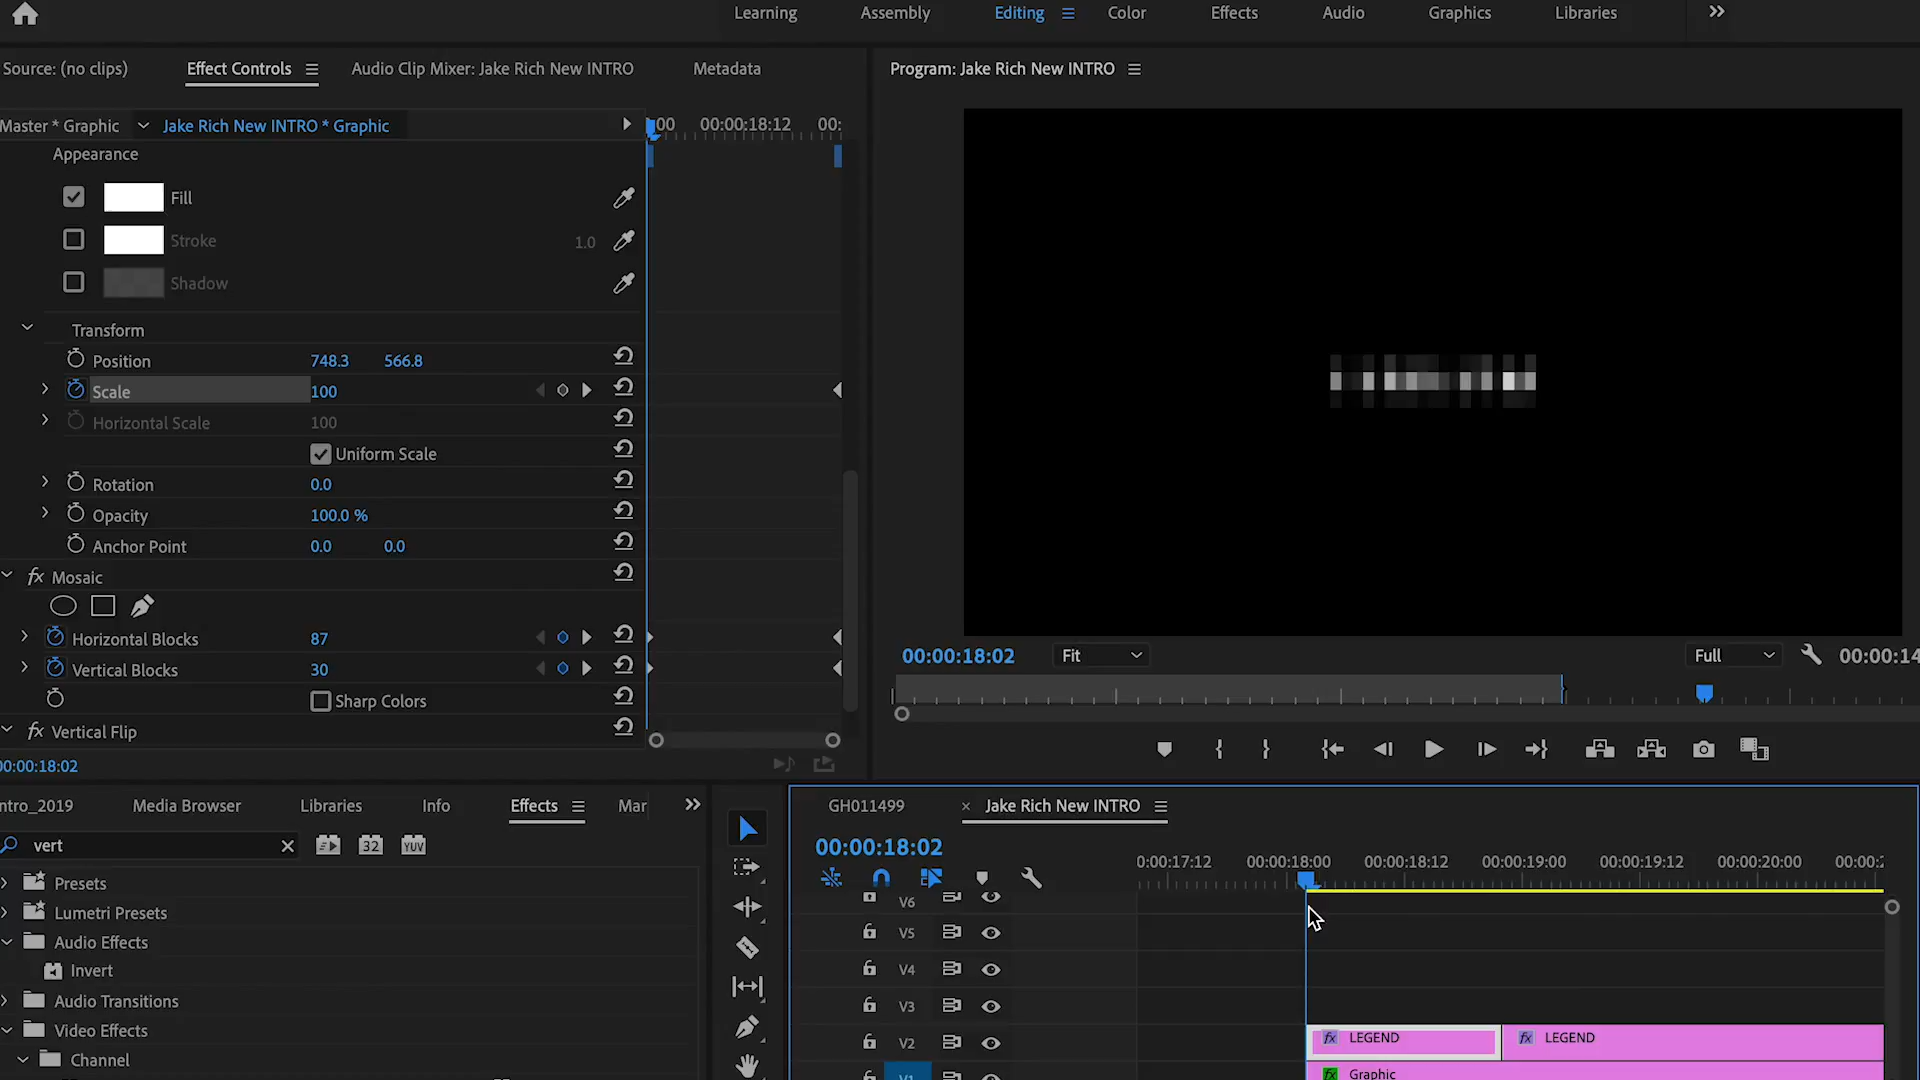 Learning Assembly Editing Color Effects Audio Graphics Libraries
Source: (no clips) Effect Controls Audio Clip Mixer: Jake Rich New INTRO Metadata
Program: Jake Rich New INTRO
Master * Graphic Jake Rich New INTRO * Graphic
:00 00:00:18:12 00:
Appearance
Fill
Stroke 1.0
Shadow
Transform
Position 748.3 566.8
Scale 100
Horizontal Scale 100
Uniform Scale
Rotation 0.0
Opacity 100.0 %
Anchor Point 0.0 0.0
fx Mosaic
Horizontal Blocks 87
Vertical Blocks 30
Sharp Colors
fx Vertical Flip
00:00:18:02
00:00:18:02 Fit Full 00:00:14
ntro_2019 Media Browser Libraries Info Effects Mar
vert
32 YUV
Presets
Lumetri Presets
Audio Effects
Invert
Audio Transitions
Video Effects
Channel
GH011499 × Jake Rich New INTRO
00:00:18:02
0:00:17:12 00:00:18:00 00:00:18:12 00:00:19:00 00:00:19:12 00:00:20:00 00:00:2
V6
V5
V4
V3
V2 fx LEGEND fx LEGEND
V1 fx Graphic